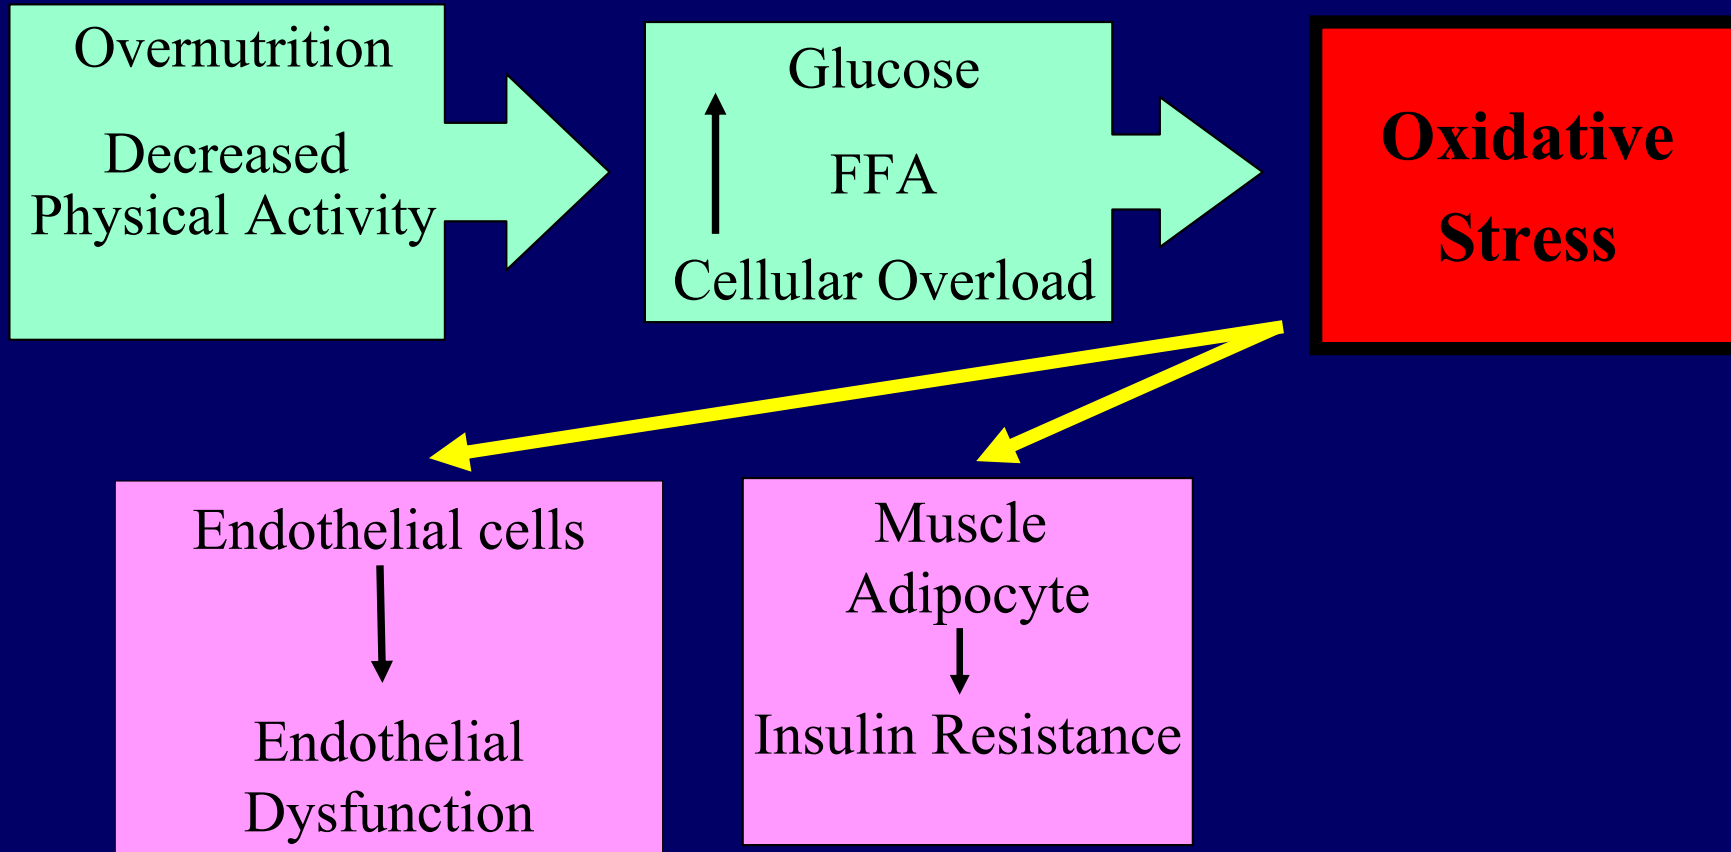 Overnutrition
Decreased
Physical Activity
Glucose
FFA
Cellular Overload
Oxidative
Stress
Endothelial cells
Endothelial
Dysfunction
Muscle
Adipocyte
Insulin Resistance